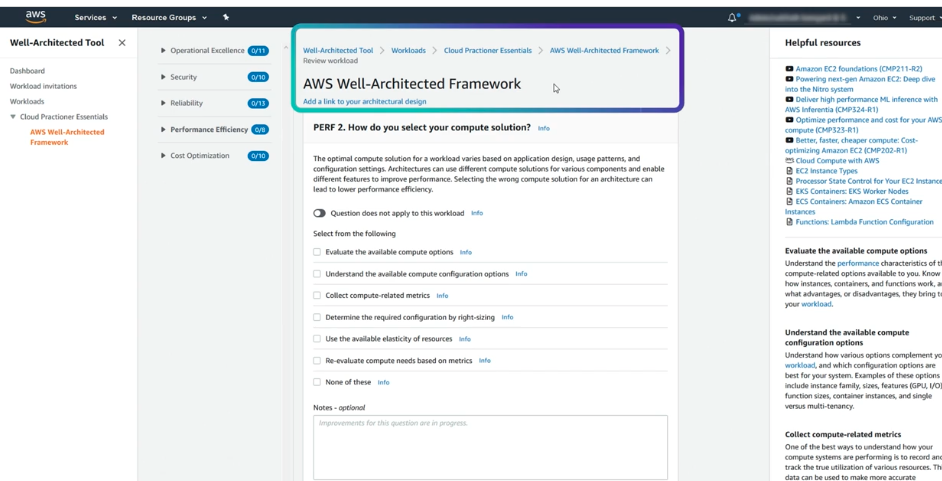 aws
Services
Resource Groups
Ohio
Support
Well-Architected Tool
Dashboard
Workload invitations
Workloads
Cloud Practioner Essentials
AWS Well-Architected
Framework
Operational Excellence 0/11
Security 0/10
Reliability 0/13
Performance Efficiency 0/8
Cost Optimization 0/10
Well-Architected Tool > Workloads > Cloud Practioner Essentials > AWS Well-Architected Framework >
Review workload
AWS Well-Architected Framework
Add a link to your architectural design
PERF 2. How do you select your compute solution? Info
The optimal compute solution for a workload varies based on application design, usage patterns, and
configuration settings. Architectures can use different compute solutions for various components and enable
different features to improve performance. Selecting the wrong compute solution for an architecture can
lead to lower performance efficiency.
Question does not apply to this workload Info
Select from the following
Evaluate the available compute options Info
Understand the available compute configuration options Info
Collect compute-related metrics Info
Determine the required configuration by right-sizing Info
Use the available elasticity of resources Info
Re-evaluate compute needs based on metrics Info
None of these Info
Notes - optional
Improvements for this question are in progress.
Helpful resources
Amazon EC2 foundations (CMP211-R2)
Powering next-gen Amazon EC2: Deep dive
into the Nitro system
Deliver high performance ML inference with
AWS Inferentia (CMP324-R1)
Optimize performance and cost for your AWS
compute (CMP323-R1)
Better, faster, cheaper compute: Cost-
optimizing Amazon EC2 (CMP202-R1)
Cloud Compute with AWS
EC2 Instance Types
Processor State Control for Your EC2 Instance
EKS Containers: EKS Worker Nodes
ECS Containers: Amazon ECS Container
Instances
Functions: Lambda Function Configuration
Evaluate the available compute options
Understand the performance characteristics of
compute-related options available to you. Know
how instances, containers, and functions work,
what advantages, or disadvantages, they bring
your workload.
Understand the available compute
configuration options
Understand how various options complement
workload, and which configuration options are
best for your system. Examples of these options
include instance family, sizes, features (GPU, I/O)
function sizes, container instances, and single
versus multi-tenancy.
Collect compute-related metrics
One of the best ways to understand how your
compute systems are performing is to record
track the true utilization of various resources.
data can be used to make more accurate